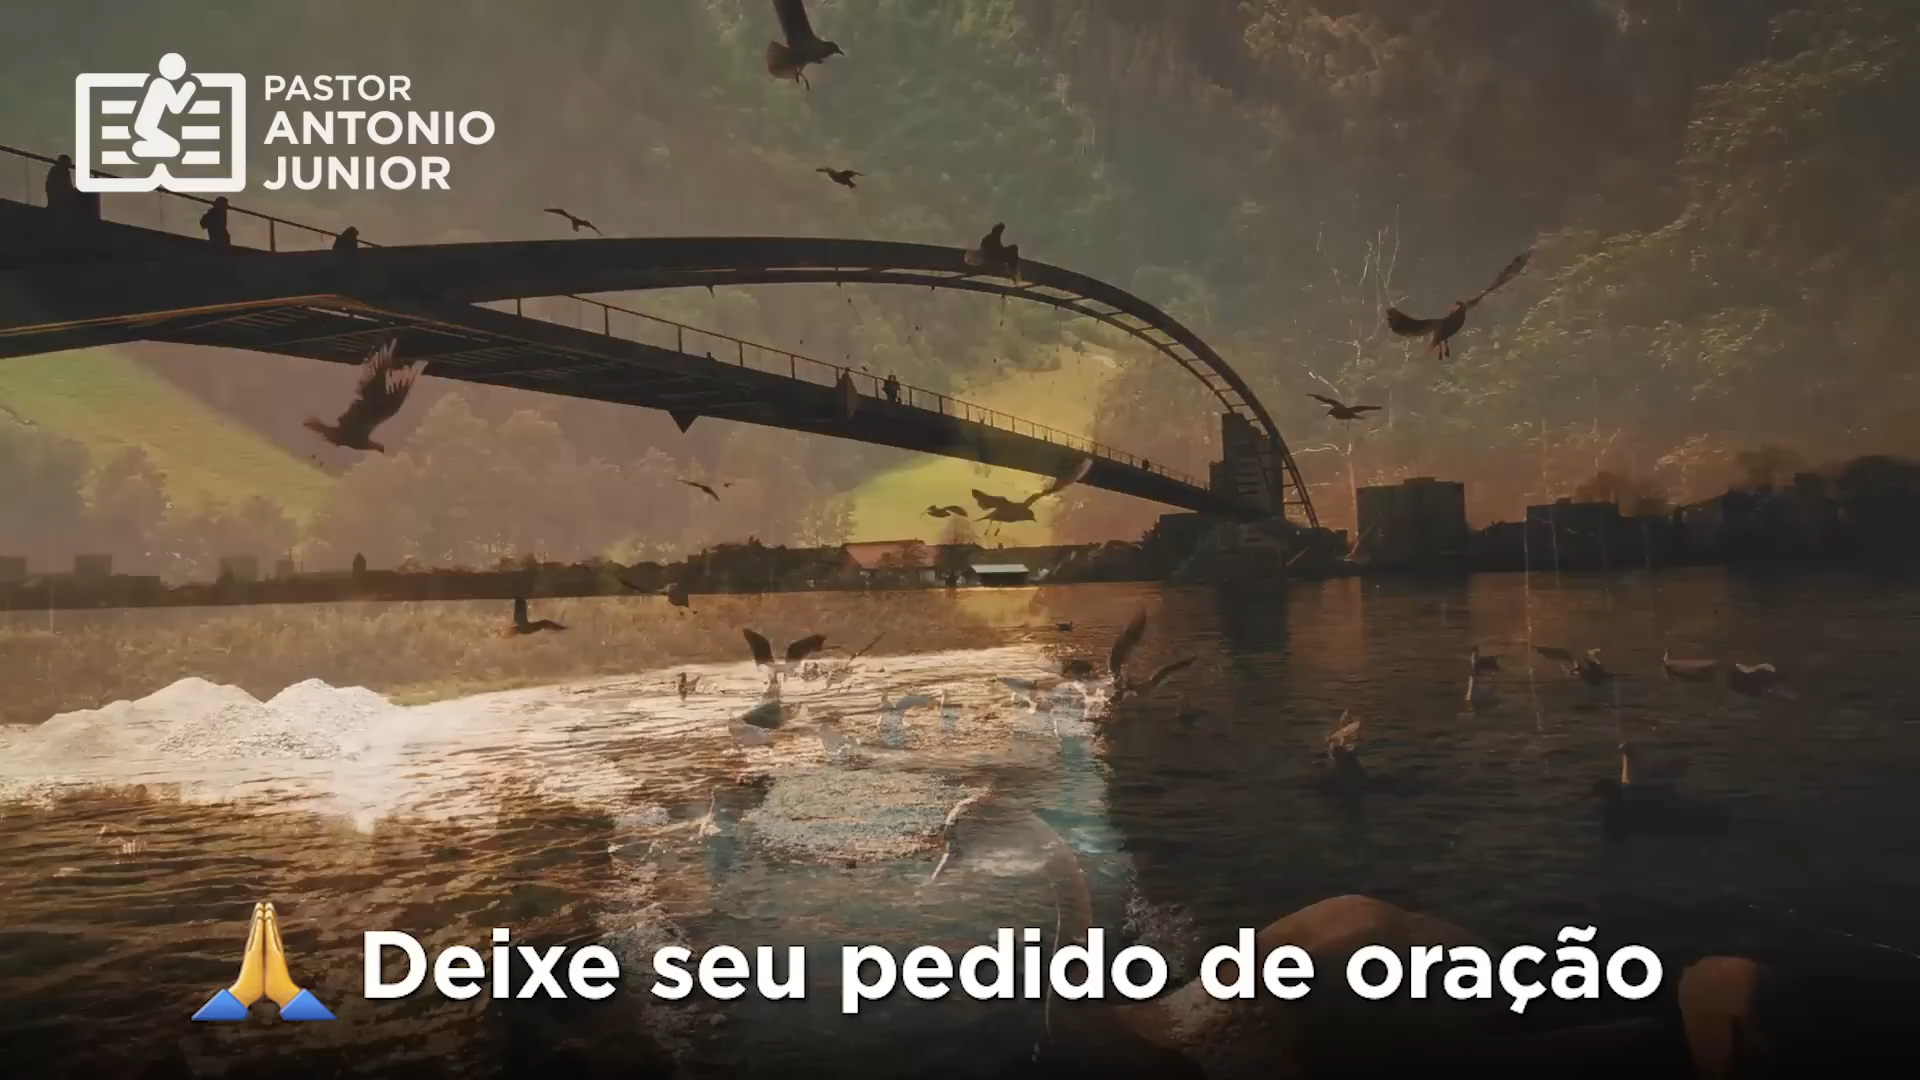 PASTOR
ANTONIO
JUNIOR
🙏 Deixe seu pedido de oração